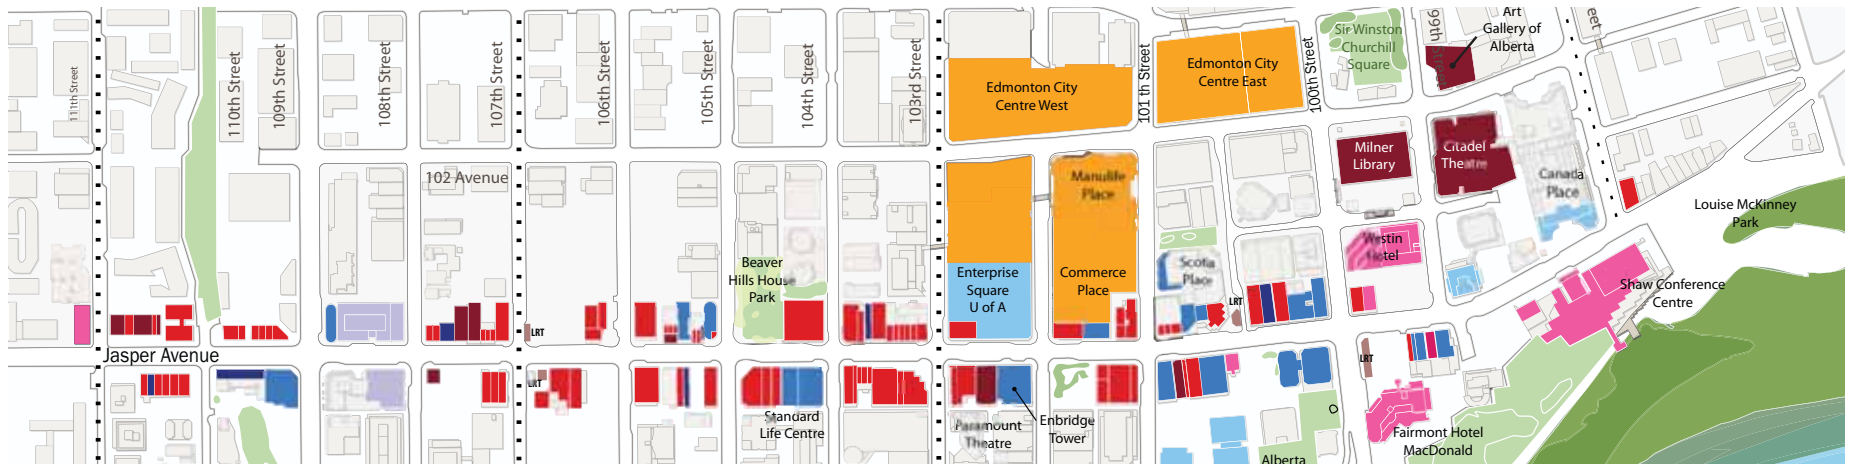 Art
Gallery of
Alberta
Sir Winston
Churchill
Square
99th Street
111th Street
110th Street
109th Street
108th Street
107th Street
106th Street
105th Street
104th Street
103rd Street
101 th Street
100th Street
Edmonton City
Centre West
Edmonton City
Centre East
Milner
Library
Citadel
Theatre
Canada
Place
102 Avenue
Manulife
Place
Louise McKinney
Park
Westin
Hotel
Beaver
Hills House
Park
Enterprise
Square
U of A
Commerce
Place
Scotia
Place
Shaw Conference
Centre
LRT
LRT
Jasper Avenue
LRT
LRT
Standard
Life Centre
Paramount
Theatre
Enbridge
Tower
Fairmont Hotel
MacDonald
Alberta